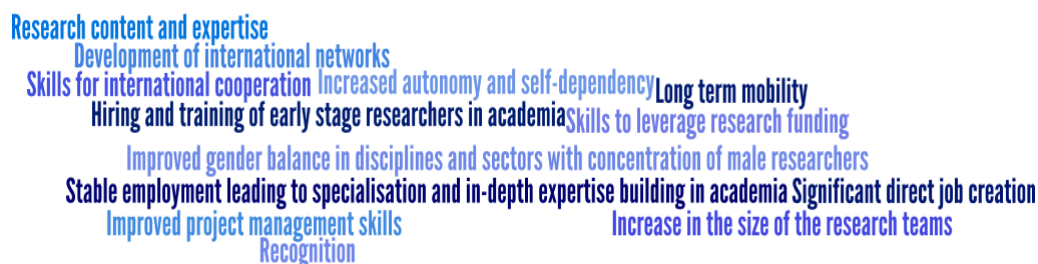 Research content and expertise
Development of international networks
Skills for international cooperation
Increased autonomy and self-dependency
Long term mobility
Hiring and training of early stage researchers in academia
Skills to leverage research funding
Improved gender balance in disciplines and sectors with concentration of male researchers
Stable employment leading to specialisation and in-depth expertise building in academia
Significant direct job creation
Improved project management skills
Increase in the size of the research teams
Recognition